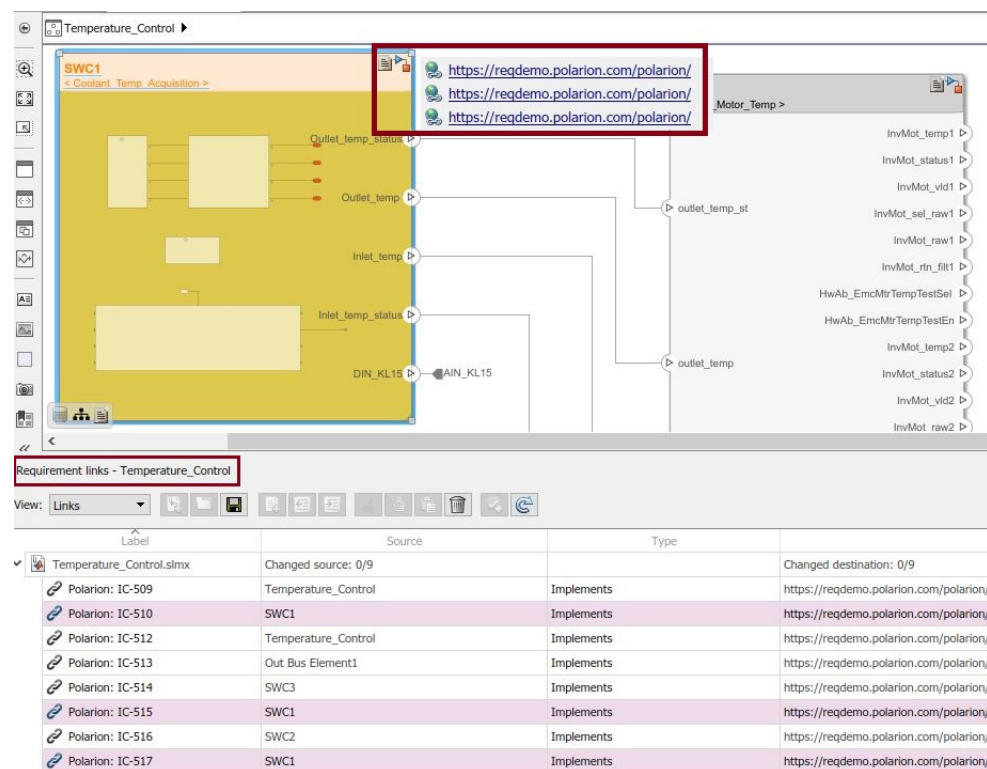 Temperature_Control
SWC1
< Coolant_Temp_Acquisition >
https://reqdemo.polarion.com/polarion/
https://reqdemo.polarion.com/polarion/
https://reqdemo.polarion.com/polarion/
_Motor_Temp >
Outlet_temp_status
Outlet_temp
Inlet_temp
Inlet_temp_status
DIN_KL15
AIN_KL15
outlet_temp_st
outlet_temp
InvMot_temp1
InvMot_status1
InvMot_vld1
InvMot_sel_raw1
InvMot_raw1
InvMot_rtn_filt1
HwAb_EmcMtrTempTestSel
HwAb_EmcMtrTempTestEn
InvMot_temp2
InvMot_status2
InvMot_vld2
InvMot_raw2
Requirement links - Temperature_Control
View: Links
Label Source Type
Temperature_Control.slmx Changed source: 0/9 Changed destination: 0/9
Polarion: IC-509 Temperature_Control Implements https://reqdemo.polarion.com/polarion/
Polarion: IC-510 SWC1 Implements https://reqdemo.polarion.com/polarion/
Polarion: IC-512 Temperature_Control Implements https://reqdemo.polarion.com/polarion/
Polarion: IC-513 Out Bus Element1 Implements https://reqdemo.polarion.com/polarion/
Polarion: IC-514 SWC3 Implements https://reqdemo.polarion.com/polarion/
Polarion: IC-515 SWC1 Implements https://reqdemo.polarion.com/polarion/
Polarion: IC-516 SWC2 Implements https://reqdemo.polarion.com/polarion/
Polarion: IC-517 SWC1 Implements https://reqdemo.polarion.com/polarion/